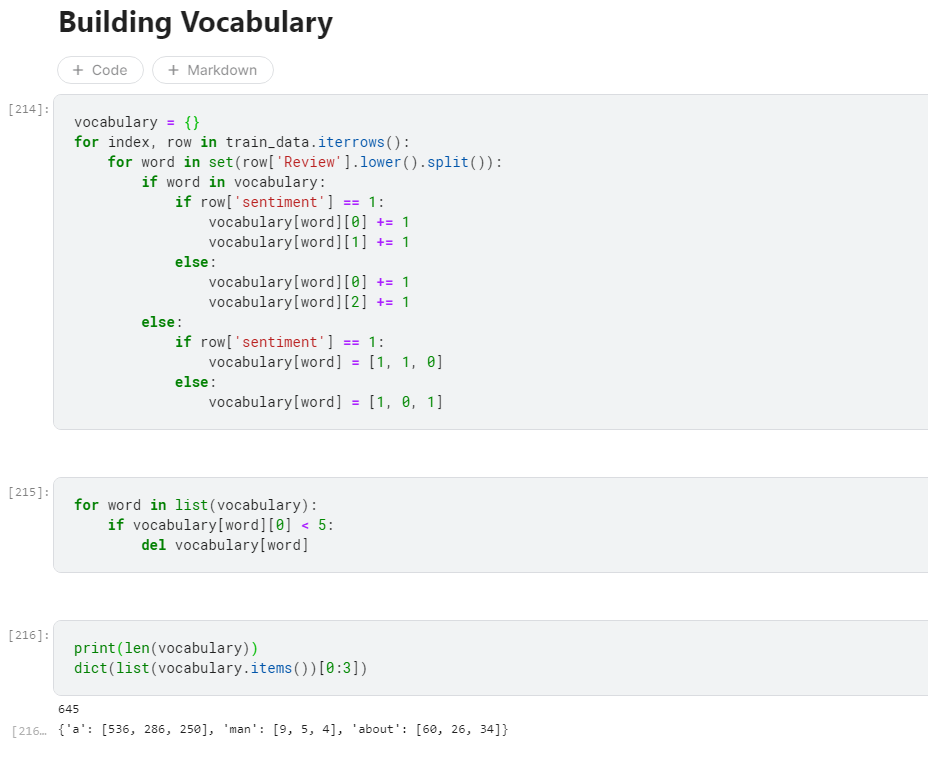 Building Vocabulary
+ Code + Markdown
[214]:
vocabulary = {}
for index, row in train_data.iterrows():
    for word in set(row['Review'].lower().split()):
        if word in vocabulary:
            if row['sentiment'] == 1:
                vocabulary[word][0] += 1
                vocabulary[word][1] += 1
            else:
                vocabulary[word][0] += 1
                vocabulary[word][2] += 1
        else:
            if row['sentiment'] == 1:
                vocabulary[word] = [1, 1, 0]
            else:
                vocabulary[word] = [1, 0, 1]
[215]:
for word in list(vocabulary):
    if vocabulary[word][0] < 5:
        del vocabulary[word]
[216]:
print(len(vocabulary))
dict(list(vocabulary.items())[0:3])
645
[216… {'a': [536, 286, 250], 'man': [9, 5, 4], 'about': [60, 26, 34]}